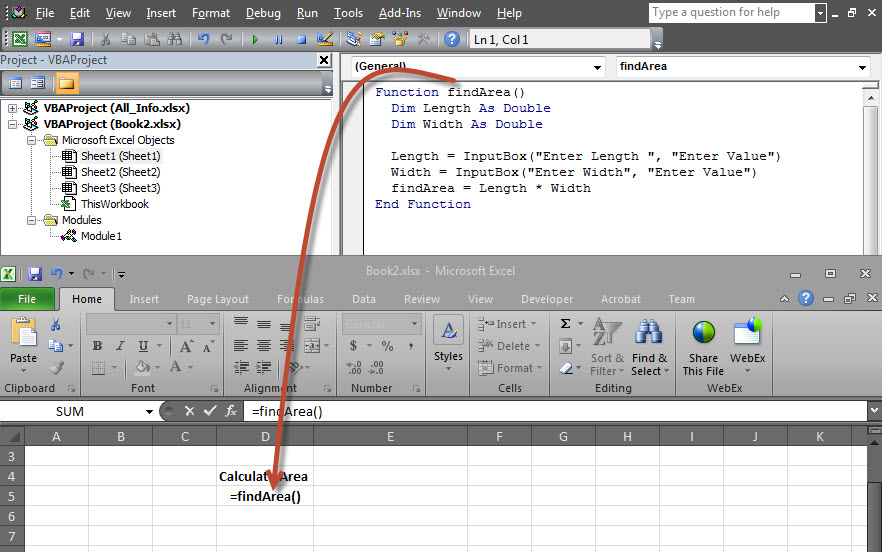 File Edit View Insert Format Debug Run Tools Add-Ins Window Help Type a question for help
Ln 1, Col 1
Project - VBAProject
(General) findArea
VBAProject (All_Info.xlsx)
VBAProject (Book2.xlsx)
Microsoft Excel Objects
Sheet1 (Sheet1)
Sheet2 (Sheet2)
Sheet3 (Sheet3)
ThisWorkbook
Modules
Module1
Function findArea()
Dim Length As Double
Dim Width As Double
Length = InputBox("Enter Length ", "Enter Value")
Width = InputBox("Enter Width", "Enter Value")
findArea = Length * Width
End Function
Book2.xlsx - Microsoft Excel
File Home Insert Page Layout Formulas Data Review View Developer Acrobat Team
Paste
Clipboard
11
B I U A A
A
Font
Alignment
General
$ % ,
.00 .00
Number
A
Styles
Insert
Delete
Format
Cells
Σ
Sort & Filter
Find & Select
Editing
Share This File
WebEx
WebEx
SUM fx =findArea()
A B C D E F G H I J K
3
4 Calculate Area
5 =findArea()
6
7